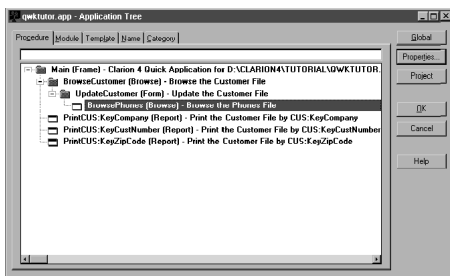 qwktutor.app - Application Tree
Procedure Module Template Name Category
Main (Frame) - Clarion 4 Quick Application for D:\CLARION4\TUTORIAL\QWKTUTOR.
BrowseCustomer (Browse) - Browse the Customer File
UpdateCustomer (Form) - Update the Customer File
BrowsePhones (Browse) - Browse the Phones File
PrintCUS:KeyCompany (Report) - Print the Customer File by CUS:KeyCompany
PrintCUS:KeyCustNumber (Report) - Print the Customer File by CUS:KeyCustNumber
PrintCUS:KeyZipCode (Report) - Print the Customer File by CUS:KeyZipCode
Global
Properties...
Project
OK
Cancel
Help